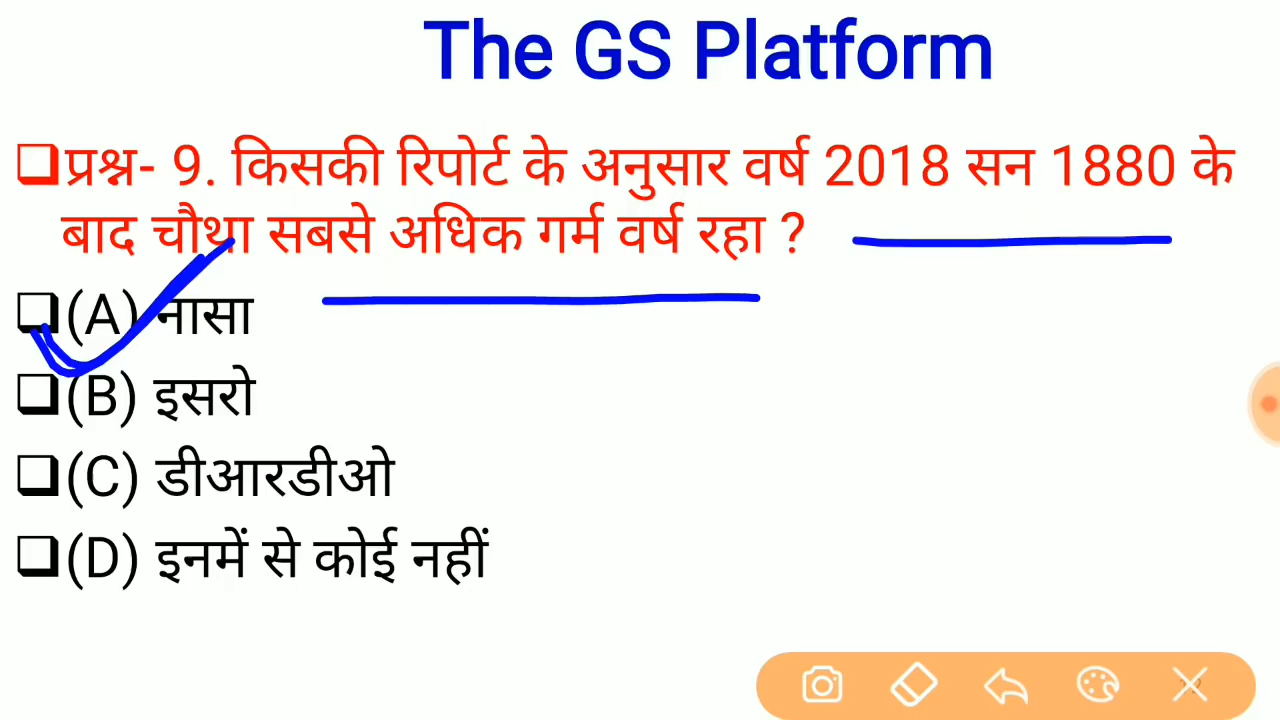 The GS Platform
❑प्रश्न- 9. किसकी रिपोर्ट के अनुसार वर्ष 2018 सन 1880 के
बाद चौथा सबसे अधिक गर्म वर्ष रहा ?
❑(A) नासा
❑(B) इसरो
❑(C) डीआरडीओ
❑(D) इनमें से कोई नहीं